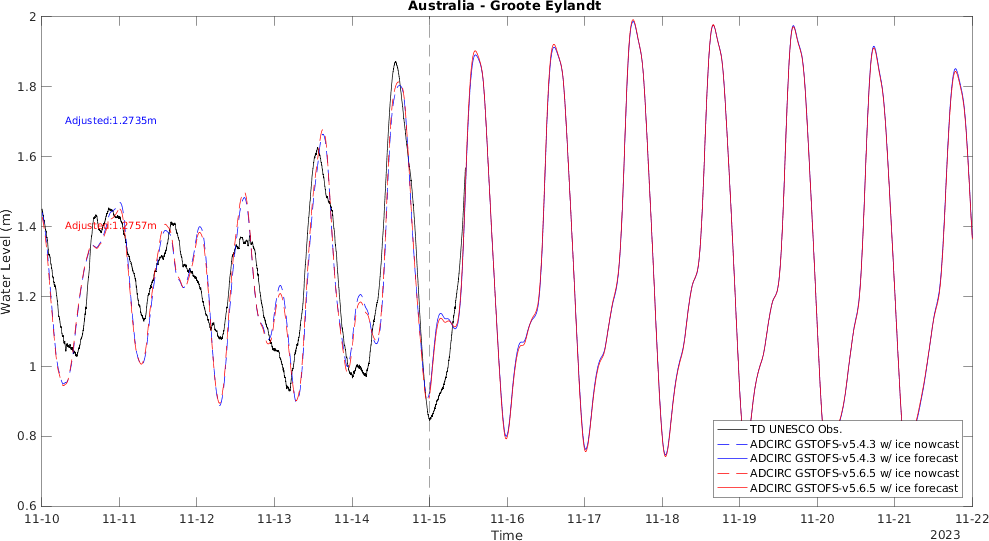 Australia - Groote Eylandt
2
1.8
1.6
1.4
1.2
1
0.8
0.6
Water Level (m)
Adjusted:1.2735m
Adjusted:1.2757m
TD UNESCO Obs.
ADCIRC GSTOFS-v5.4.3 w/ ice nowcast
ADCIRC GSTOFS-v5.4.3 w/ ice forecast
ADCIRC GSTOFS-v5.6.5 w/ ice nowcast
ADCIRC GSTOFS-v5.6.5 w/ ice forecast
11-10 11-11 11-12 11-13 11-14 11-15 11-16 11-17 11-18 11-19 11-20 11-21 11-22
Time
2023